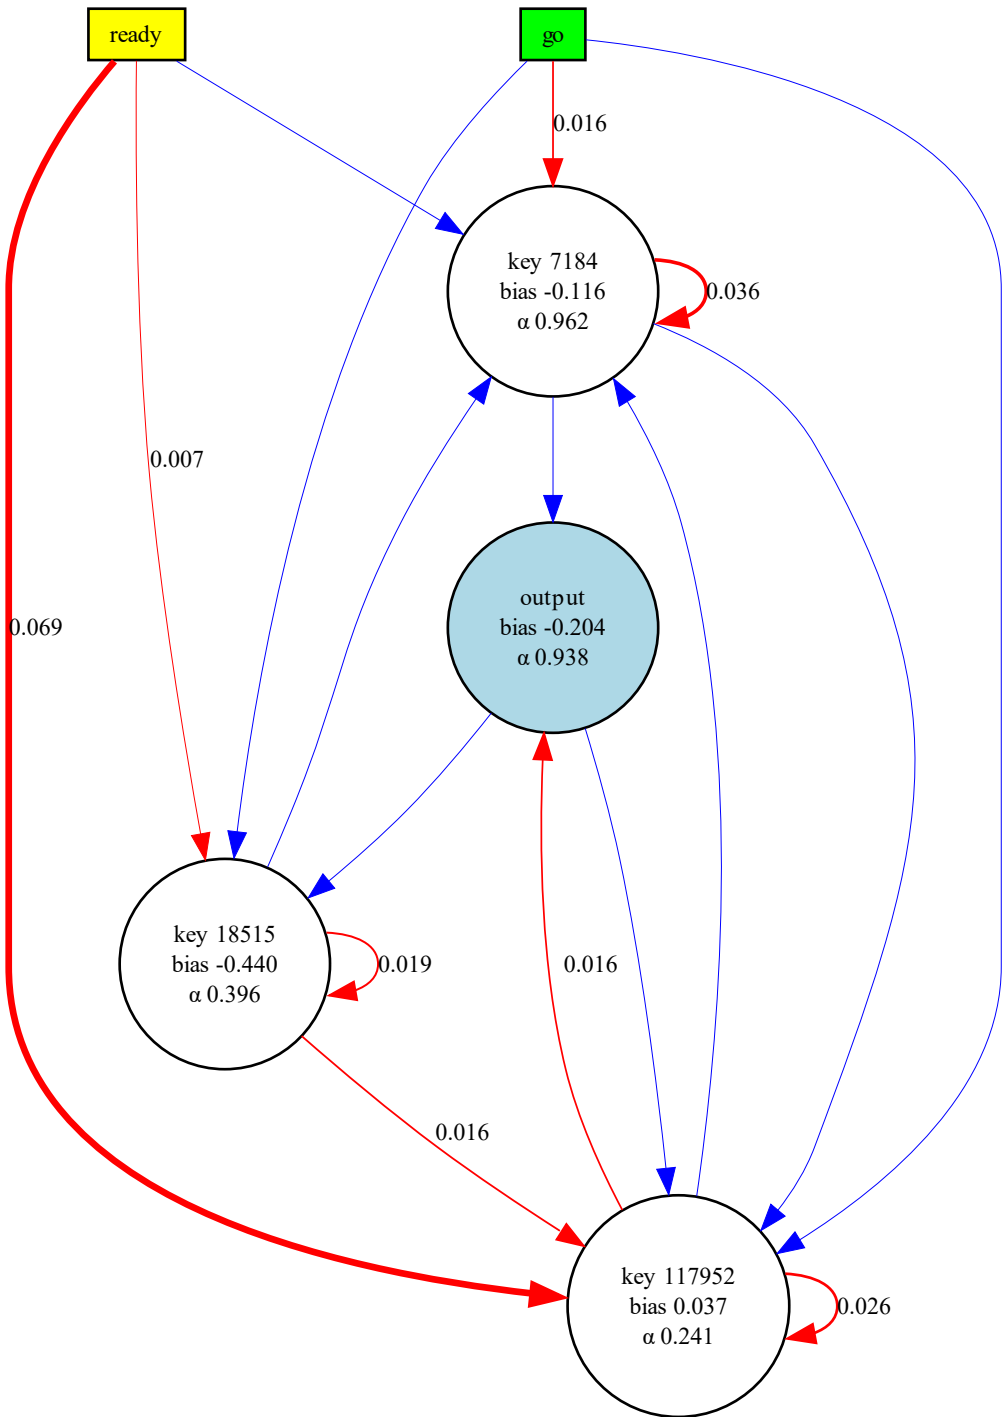 ready
go
0.016
key 7184
bias -0.116
α 0.962
0.036
0.007
output
bias -0.204
α 0.938
0.069
key 18515
bias -0.440
α 0.396
0.019
0.016
0.016
key 117952
bias 0.037
α 0.241
0.026